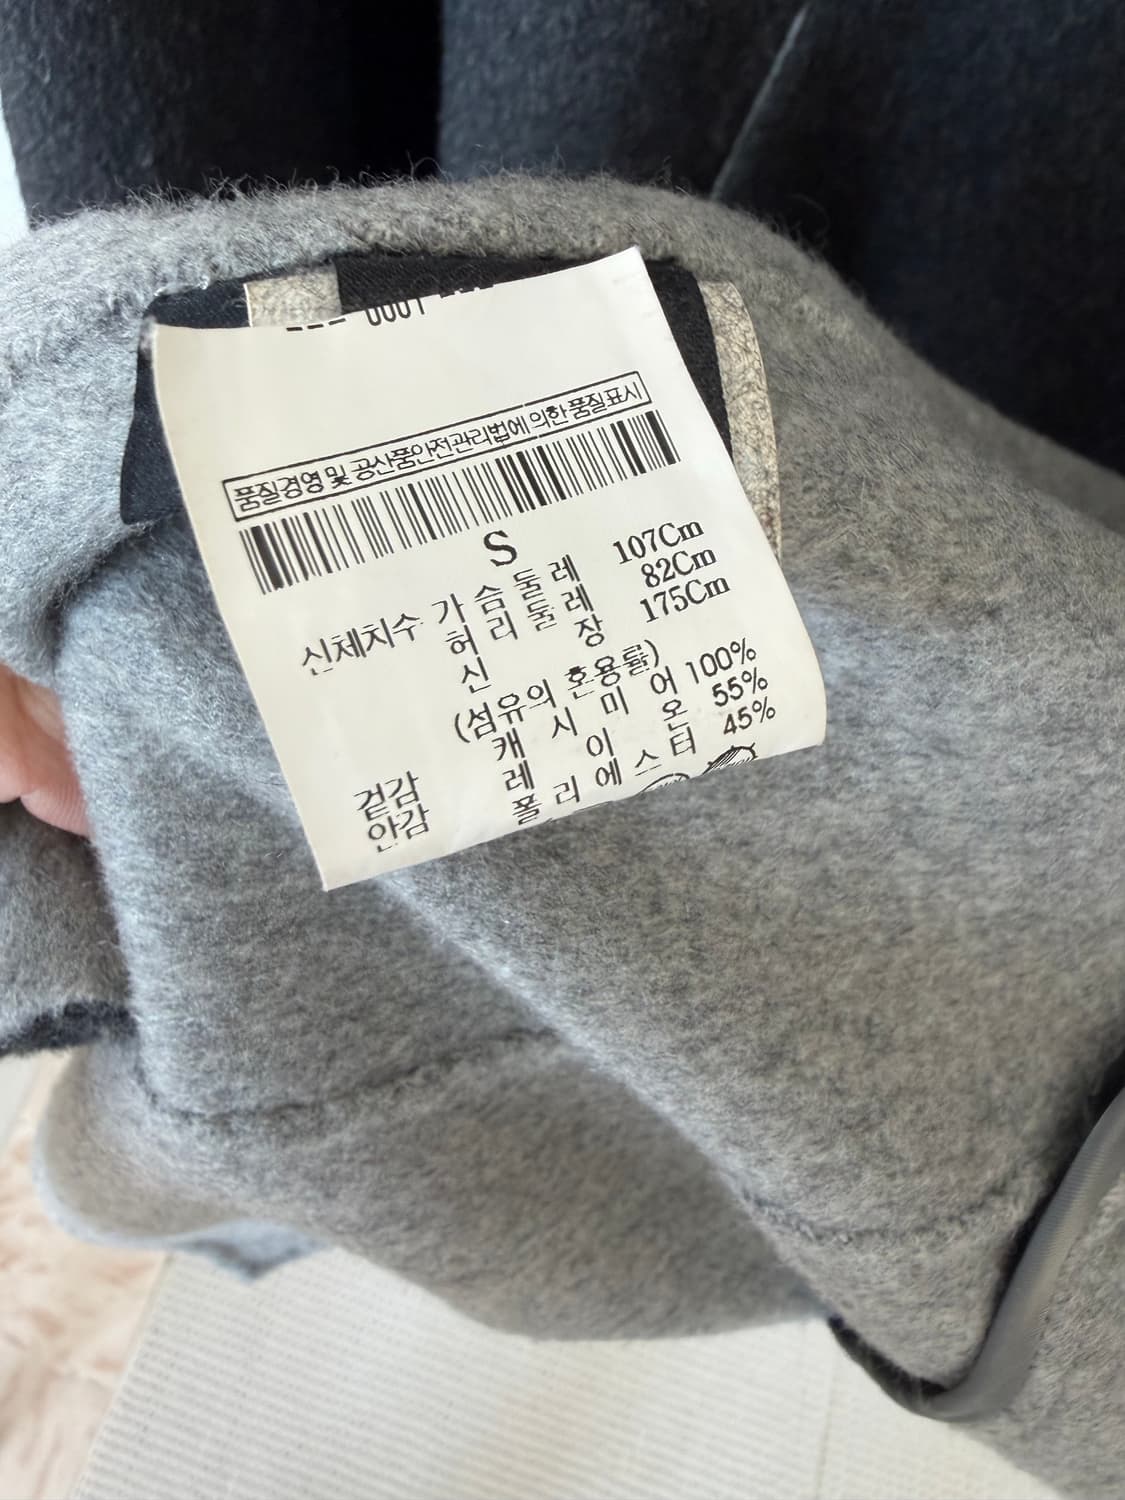 0001
품질경영 및 공산품안전관리법에 의한 품질표시
S
신체치수 가슴둘레 107Cm
허리둘레 82Cm
신장 175Cm
(섬유의 혼용률)
겉감 캐시미어 100%
안감 레이온 55%
폴리에스터 45%